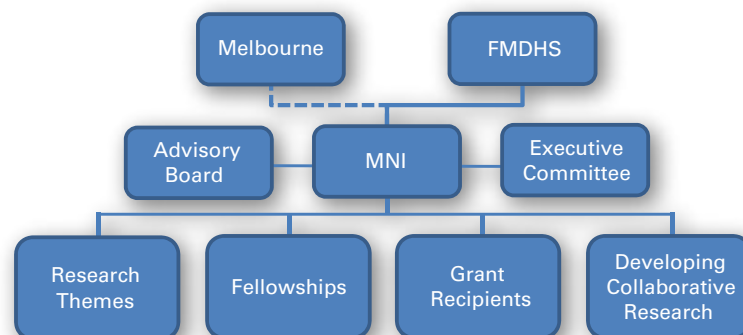 Melbourne
FMDHS
Advisory
Board
MNI
Executive
Committee
Research
Themes
Fellowships
Grant
Recipients
Developing
Collaborative
Research